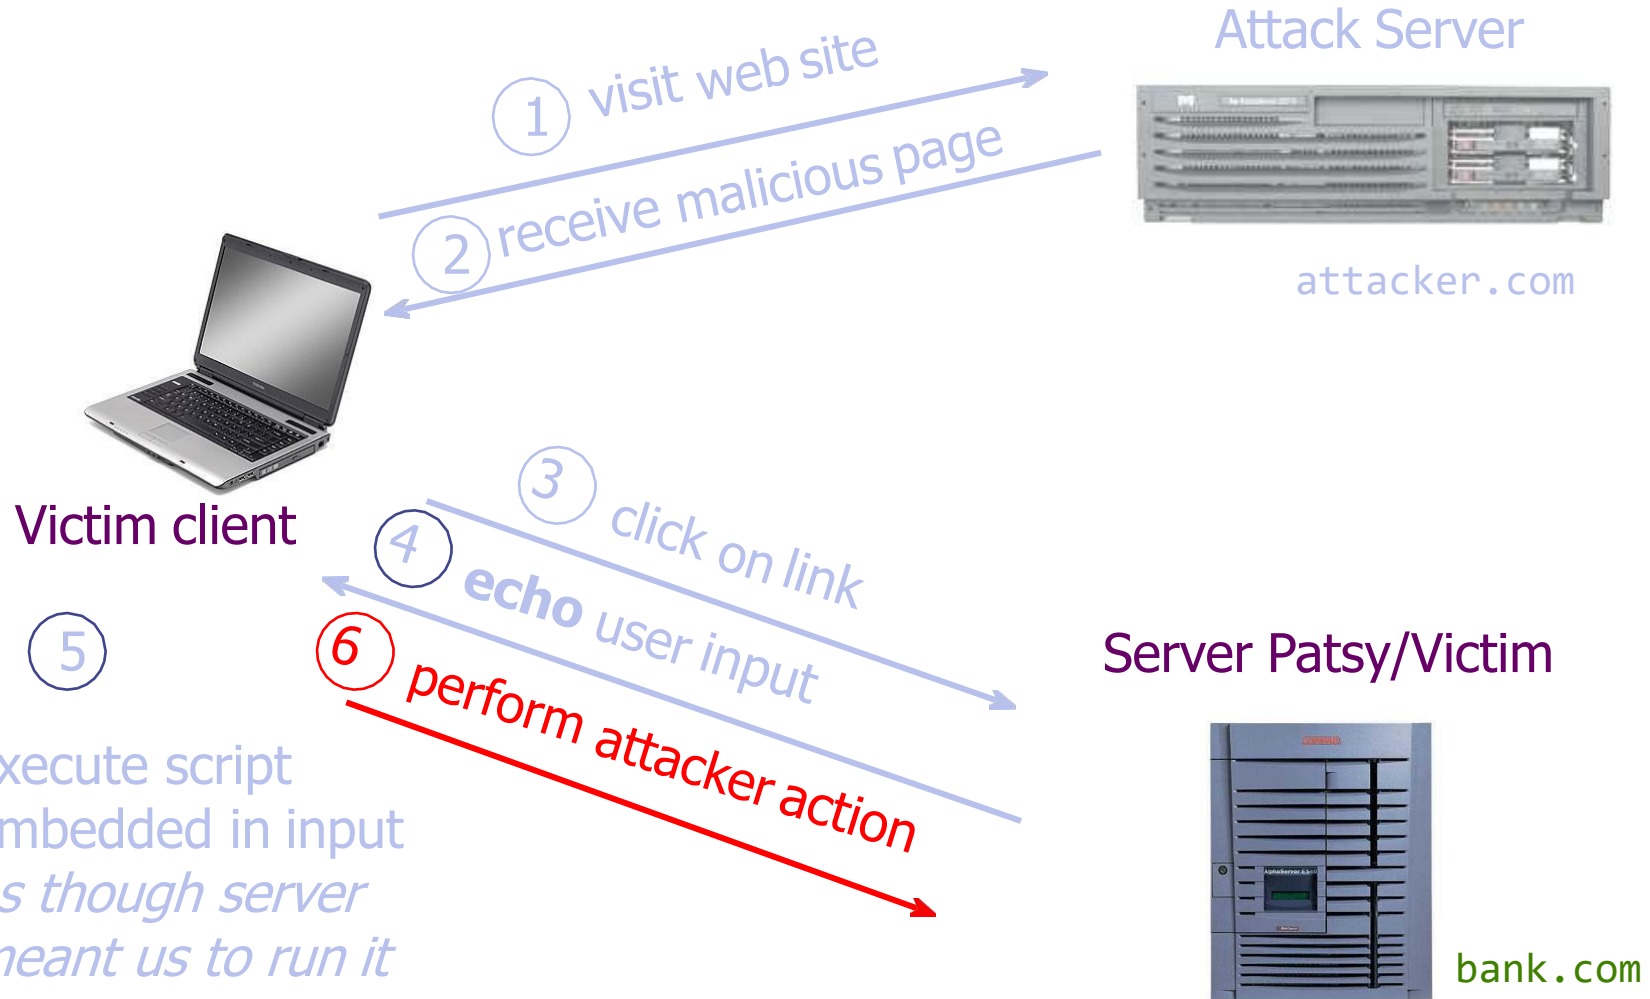 Attack Server
1 visit web site
2 receive malicious page
attacker.com
Victim client
3 click on link
4 echo user input
5
6 perform attacker action
Server Patsy/Victim
xecute script
mbedded in input
s though server
meant us to run it
AlphaServer
bank.com